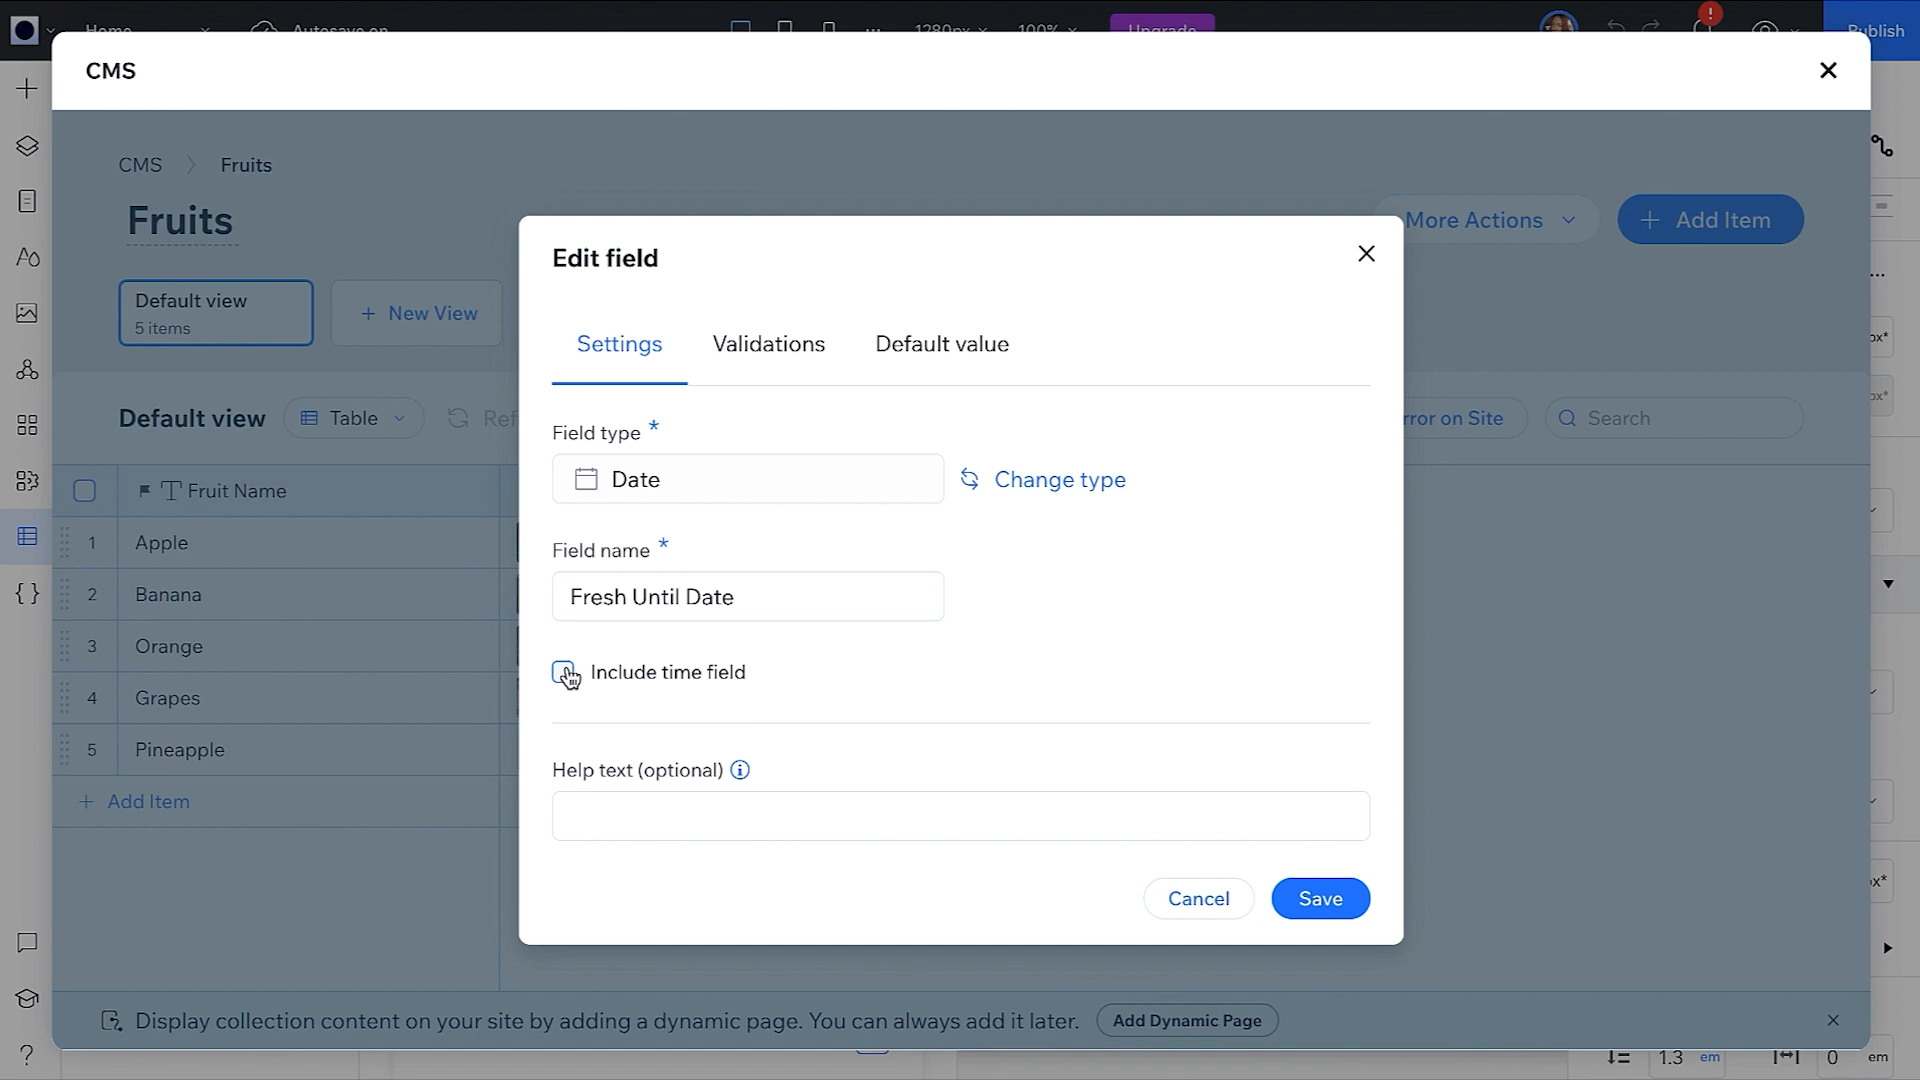 Home Autosave on 1280px 100% Upgrade Publish
CMS
CMS Fruits
Fruits
More Actions
Add Item
Default view
5 items
+ New View
Default view
Table
Ref
Search
Fruit Name
1 Apple
2 Banana
3 Orange
4 Grapes
5 Pineapple
+ Add Item
Edit field
Settings Validations Default value
Field type *
Date
Change type
Field name *
Fresh Until Date
Include time field
Help text (optional)
Cancel Save
Display collection content on your site by adding a dynamic page. You can always add it later. Add Dynamic Page
1.3 em 0 em